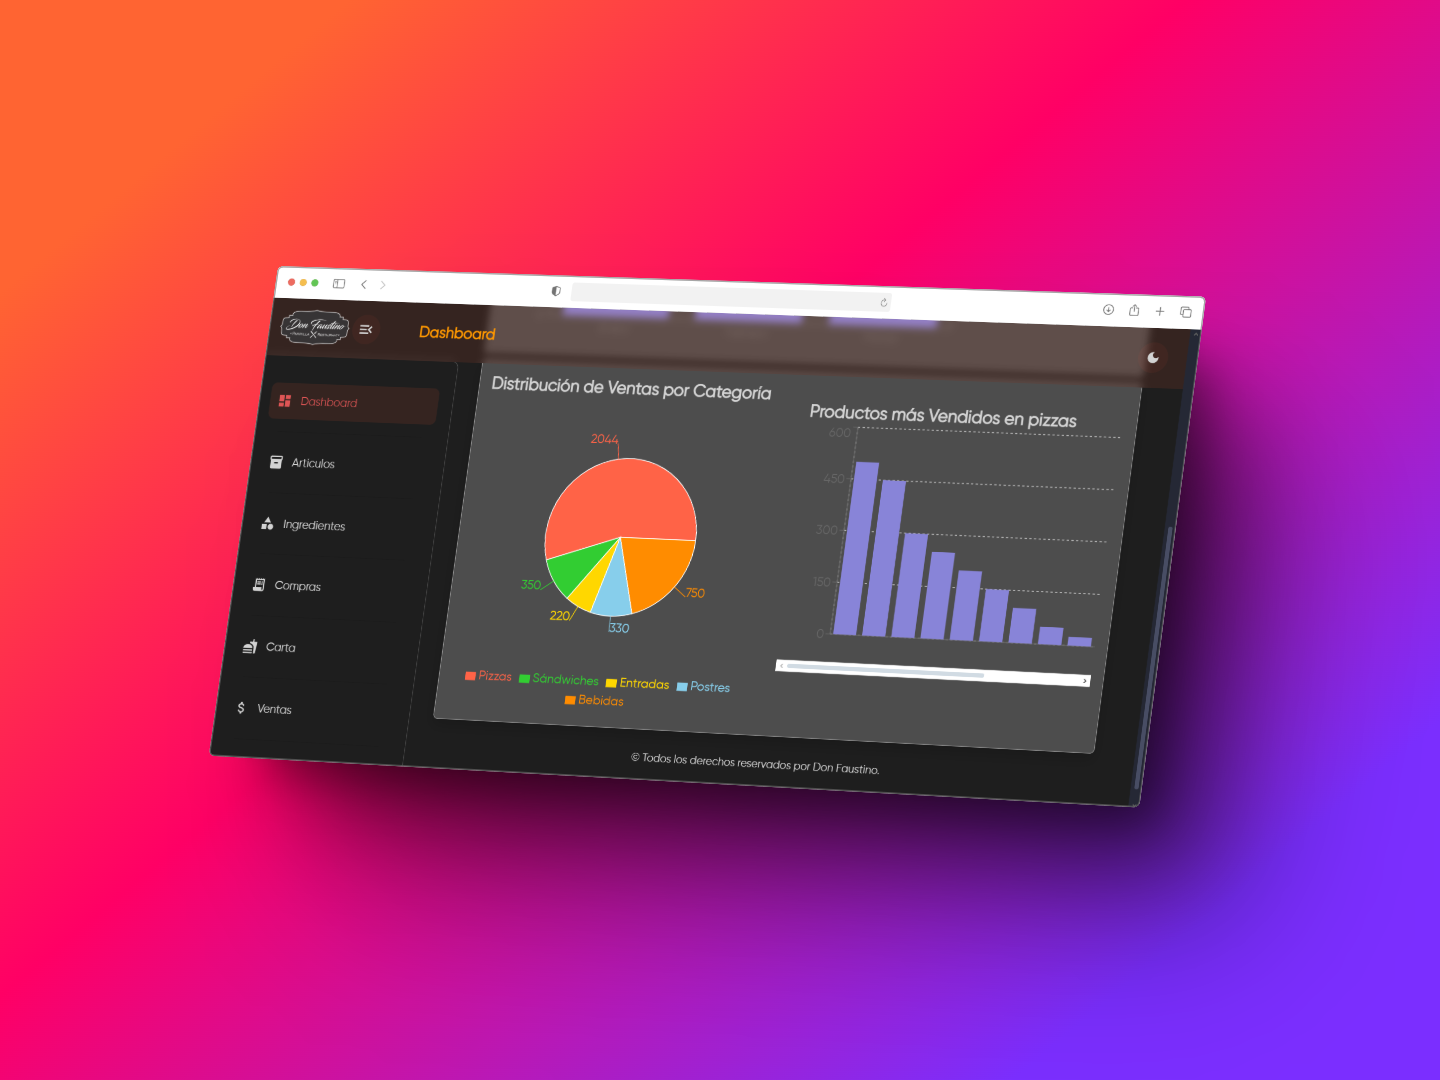 Don Faustino
Dashboard
Dashboard
Artículos
Ingredientes
Compras
Carta
Ventas
Distribución de Ventas por Categoría
2044
350
220
330
750
Pizzas Sándwiches Entradas Postres
Bebidas
Productos más Vendidos en pizzas
600
450
300
150
0
© Todos los derechos reservados por Don Faustino.